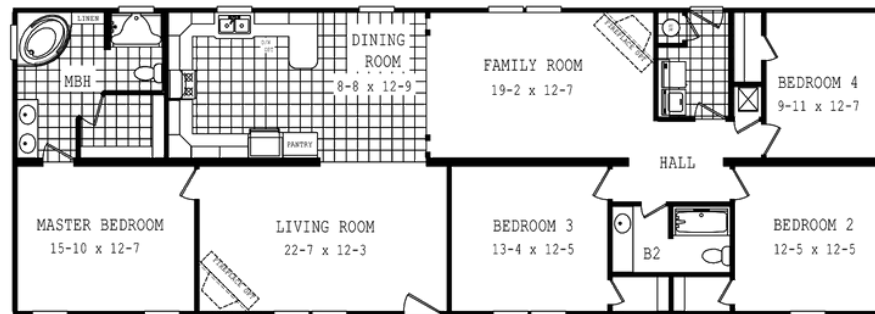 LINEN
MBH
D/W
OPT
DINING
ROOM
8-8 x 12-9
PANTRY
FAMILY ROOM
19-2 x 12-7
FIREPLACE OPT
BEDROOM 4
9-11 x 12-7
HALL
MASTER BEDROOM
15-10 x 12-7
LIVING ROOM
22-7 x 12-3
FIREPLACE OPT
BEDROOM 3
13-4 x 12-5
B2
BEDROOM 2
12-5 x 12-5